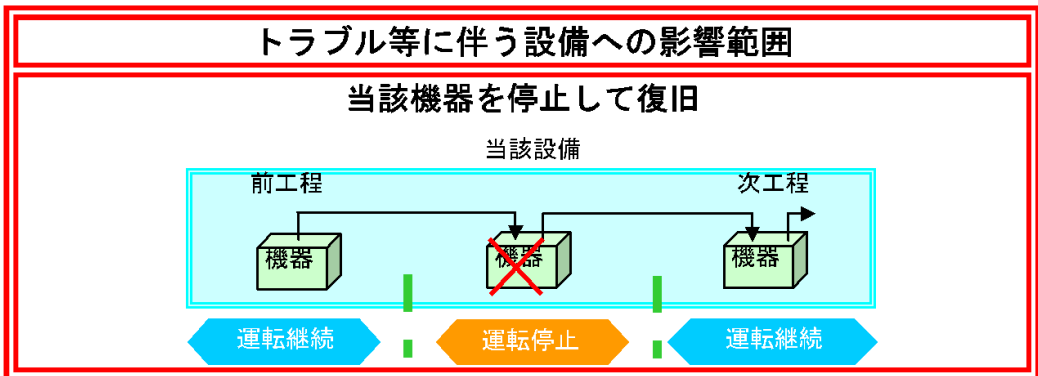 トラブル等に伴う設備への影響範囲
当該機器を停止して復旧
当該設備
前工程
次工程
機器
機器
機器
運転継続
運転停止
運転継続